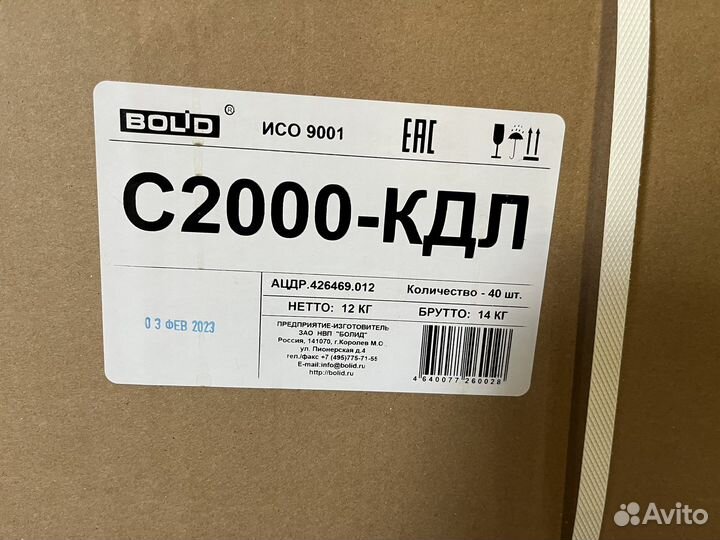 BOLID ® ИСО 9001 EAC
С2000-КДЛ
АЦДР.426469.012 Количество - 40 шт.
НЕТТО: 12 КГ БРУТТО: 14 КГ
03 ФЕВ 2023
ПРЕДПРИЯТИЕ-ИЗГОТОВИТЕЛЬ
ЗАО НВП "БОЛИД"
Россия, 141070, г.Королев М.О.
ул. Пионерская д.4
тел./факс +7 (495)775-71-55
E-mail:info@bolid.ru
http://bolid.ru
4 640077 260028
Avito